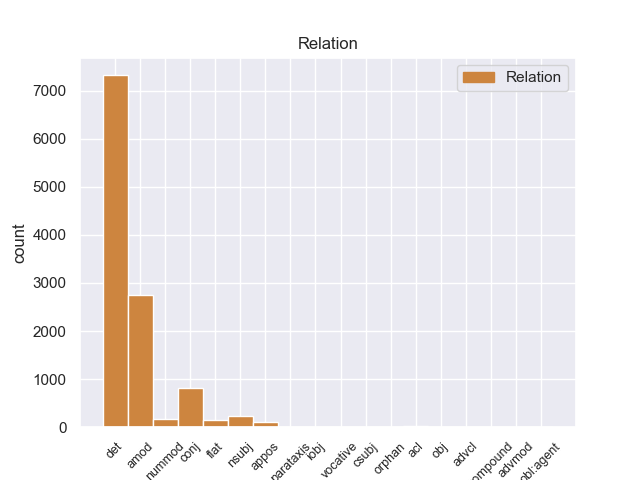 Relation
Relation
7000
6000
5000
4000
3000
2000
1000
0
count
det
amod
nummod
conj
flat
nsubj
appos
parataxis
iobj
vocative
csubj
orphan
acl
obj
advcl
ompound
advmod
obl:agent